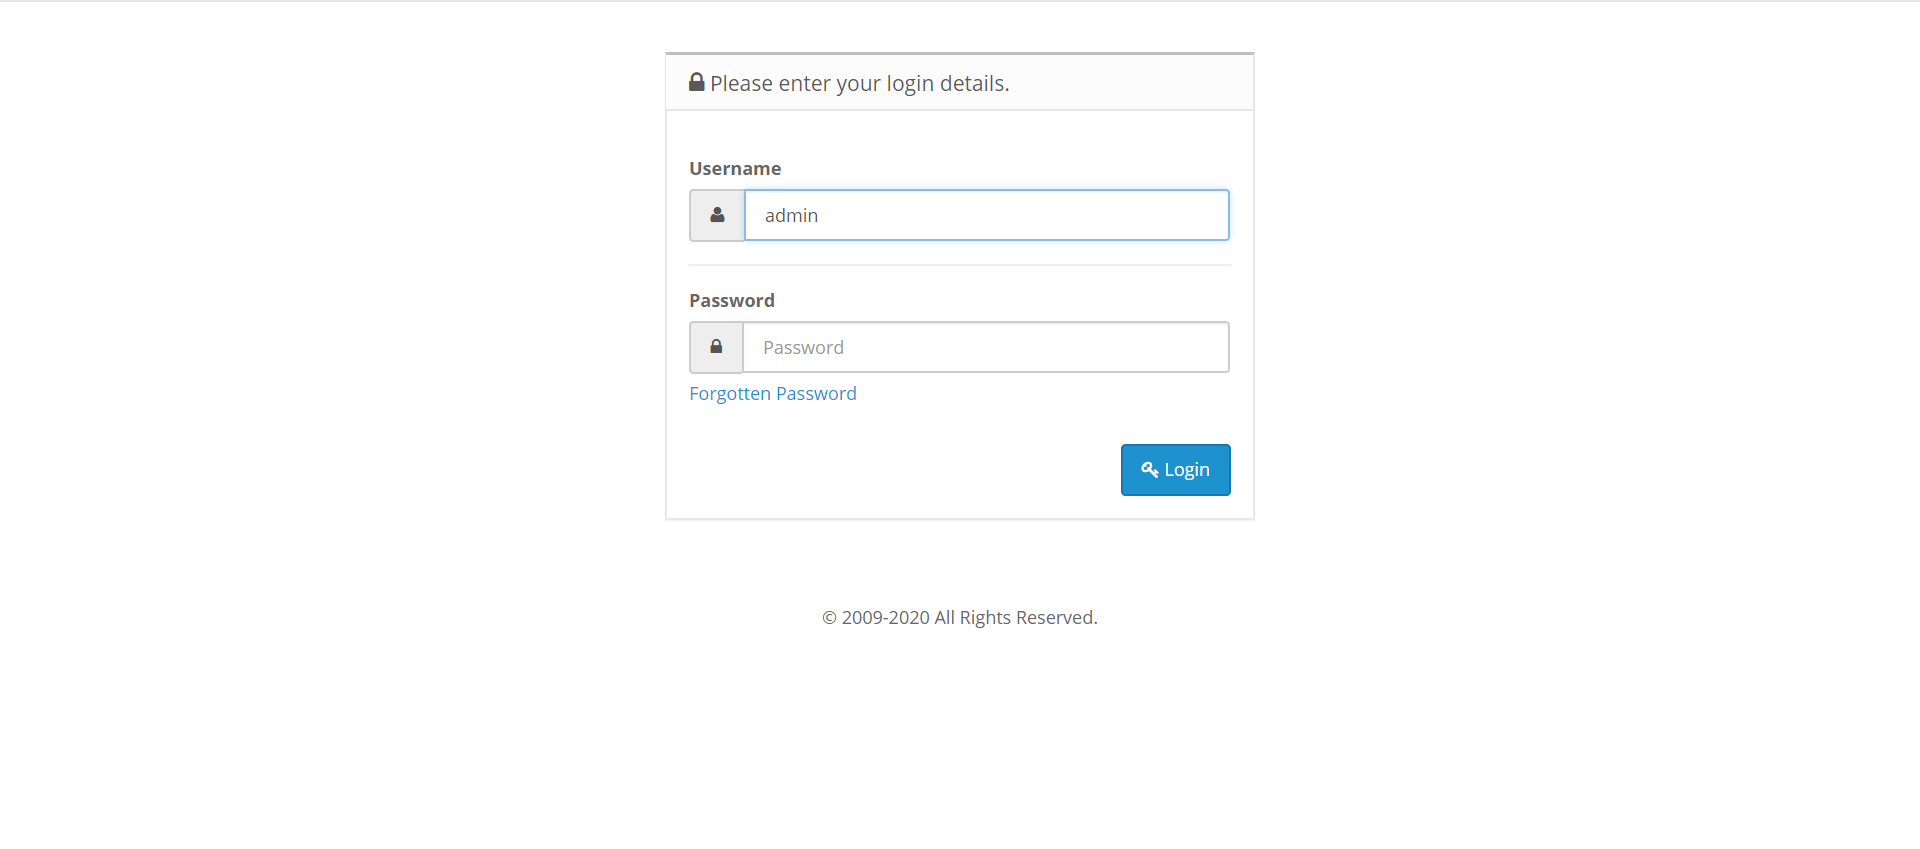 Please enter your login details.
Username
admin
Password
Password
Forgotten Password
Login
© 2009-2020 All Rights Reserved.